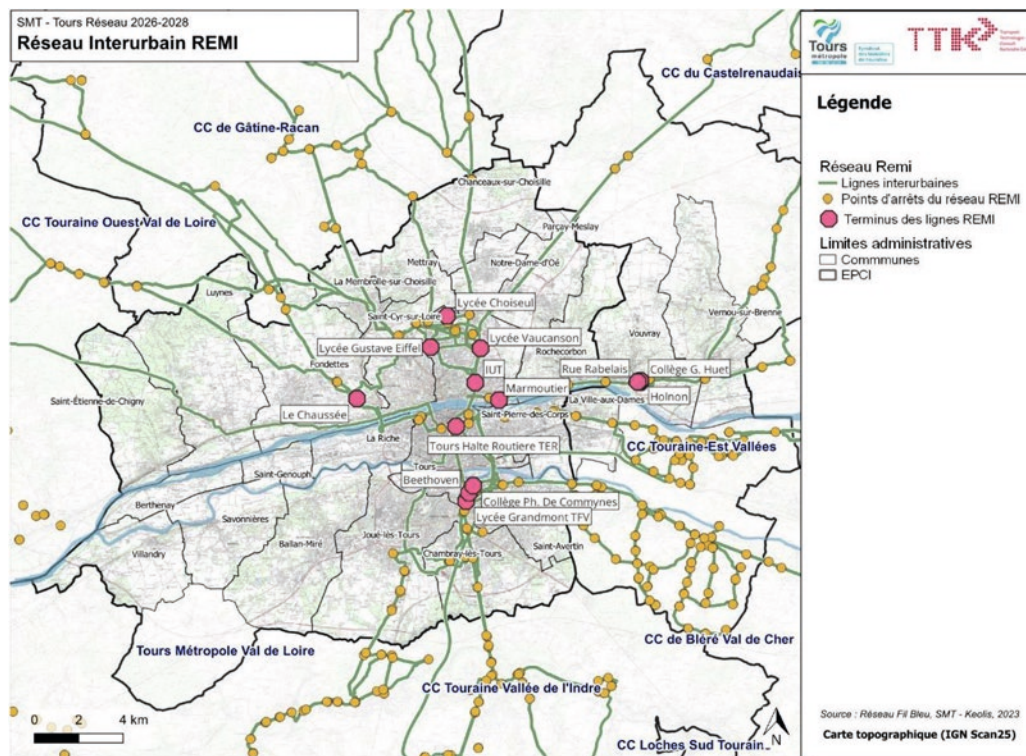 SMT - Tours Réseau 2026-2028
Réseau Interurbain REMI
Tours
métropole
TTK
CC du Castelrenaudais
CC de Gâtine-Racan
Chanceaux-sur-Choisille
CC Touraine Ouest Val de Loire
Parçay-Meslay
Mettray
Notre-Dame-d'Oé
La Membrolle-sur-Choisille
Luynes
Lycée Choiseul
Saint-Cyr-sur-Loire
Vernou-sur-Brenne
Vouvray
Lycée Vaucanson
Lycée Gustave Eiffel
Rochecorbon
Fondettes
IUT
Rue Rabelais
Collège G. Huet
Marmoutier
Holnon
Saint-Étienne-de-Chigny
La Ville-aux-Dames
Le Chaussée
Saint-Pierre-des-Corps
La Riche
Tours Halte Routiere TER
CC Touraine-Est Vallées
Tours
Saint-Genouph
Beethoven
Berthenay
Collège Ph. De Commynes
Savonnières
Lycée Grandmont TFV
Joué-lès-Tours
Ballan-Miré
Saint-Avertin
Villandry
Chambray-lès-Tours
CC de Bléré Val de Cher
Tours Métropole Val de Loire
CC Touraine Vallée de l'Indre
0 2 4 km
N
CC Loches Sud Touraine
Légende
Réseau Remi
Lignes interurbaines
Points d'arrêts du réseau REMI
Terminus des lignes REMI
Limites administratives
Commmunes
EPCI
Source : Réseau Fil Bleu, SMT - Keolis, 2023
Carte topographique (IGN Scan25)